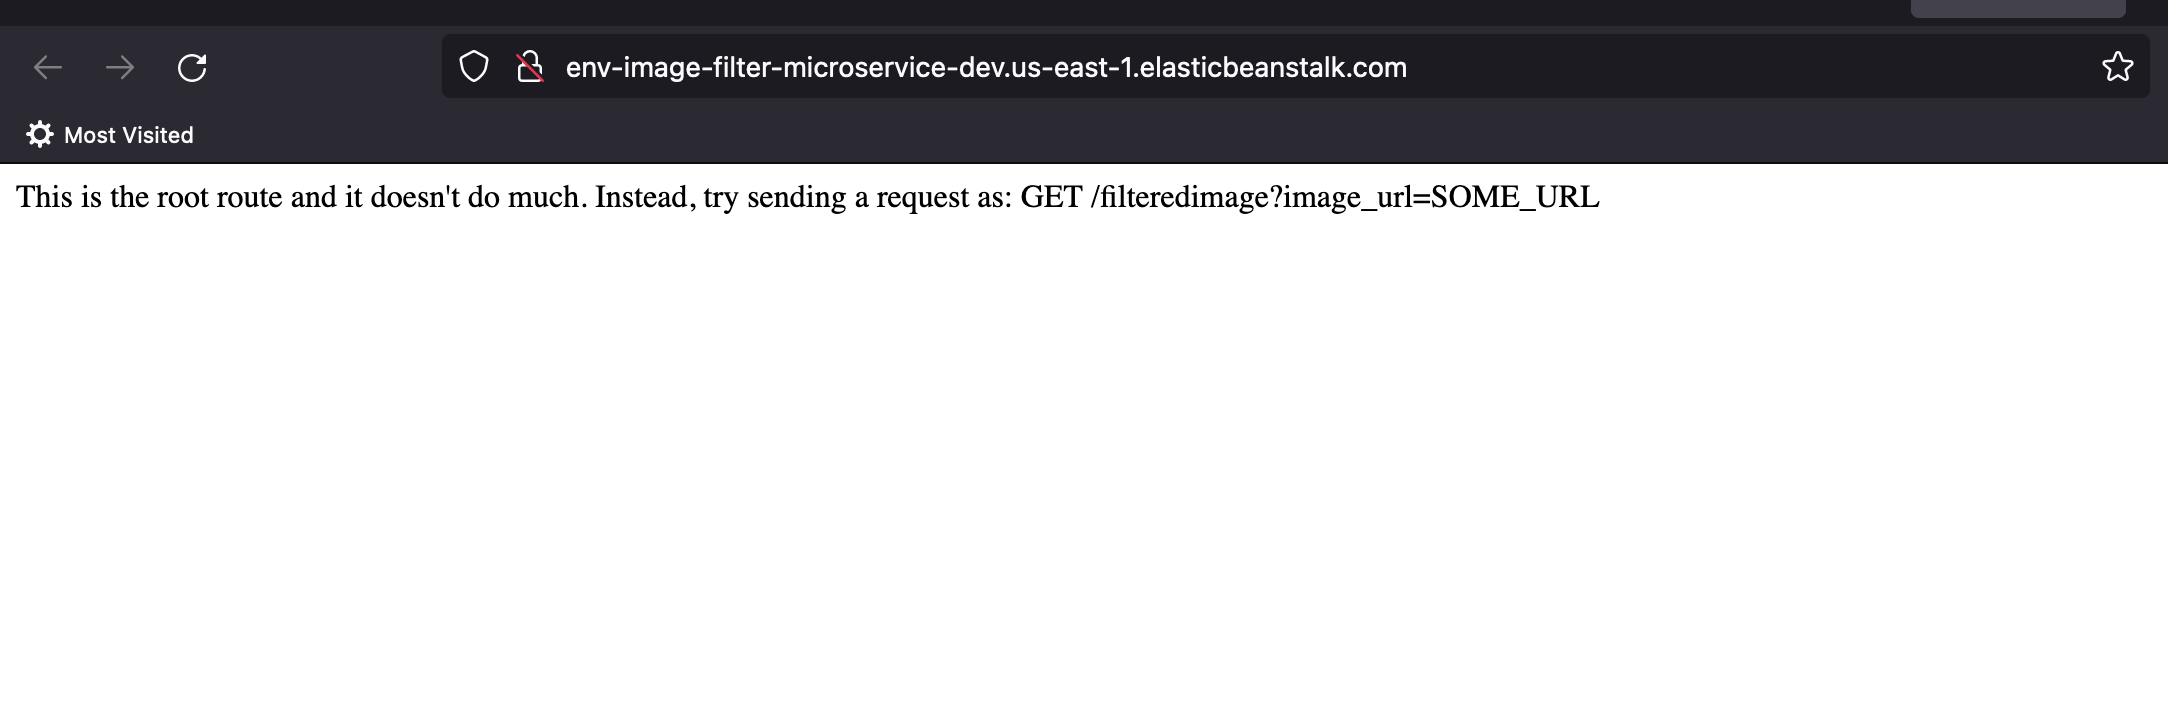 env-image-filter-microservice-dev.us-east-1.elasticbeanstalk.com
Most Visited
This is the root route and it doesn't do much. Instead, try sending a request as: GET /filteredimage?image_url=SOME_URL